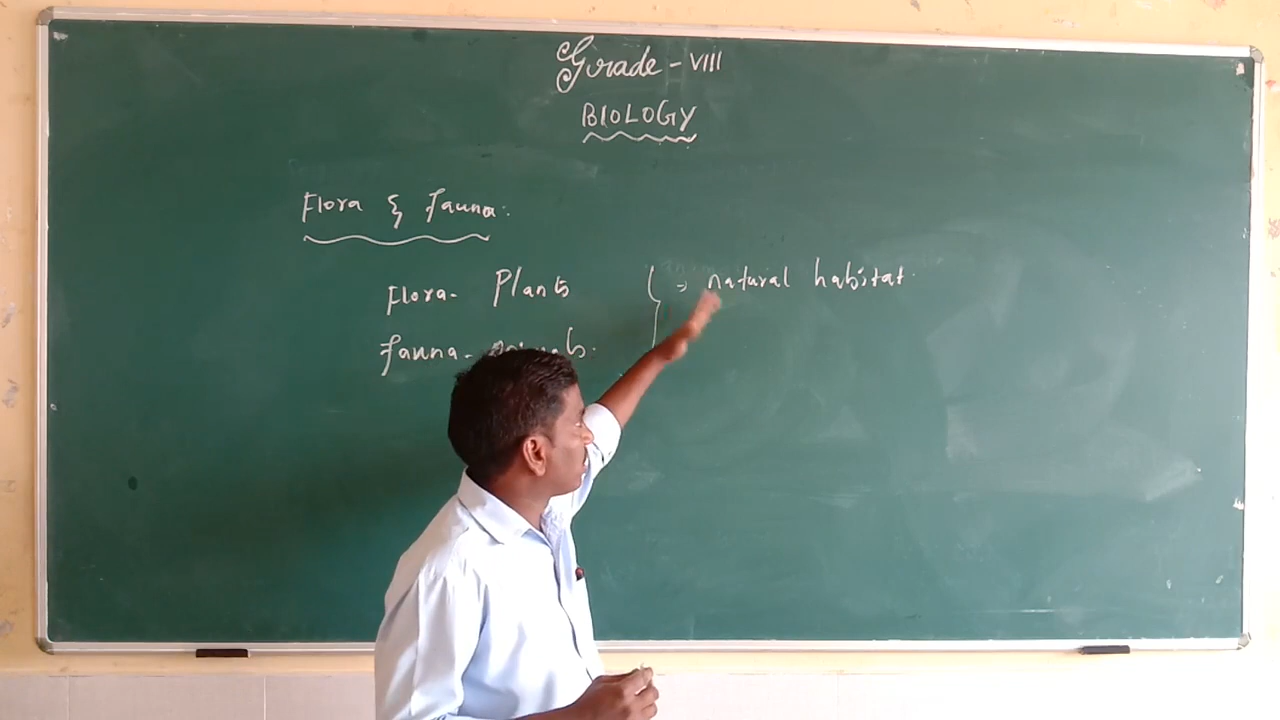 Grade - VIII
BIOLOGY
Flora & Fauna:
Flora - Plants } → natural habitat.
Fauna -